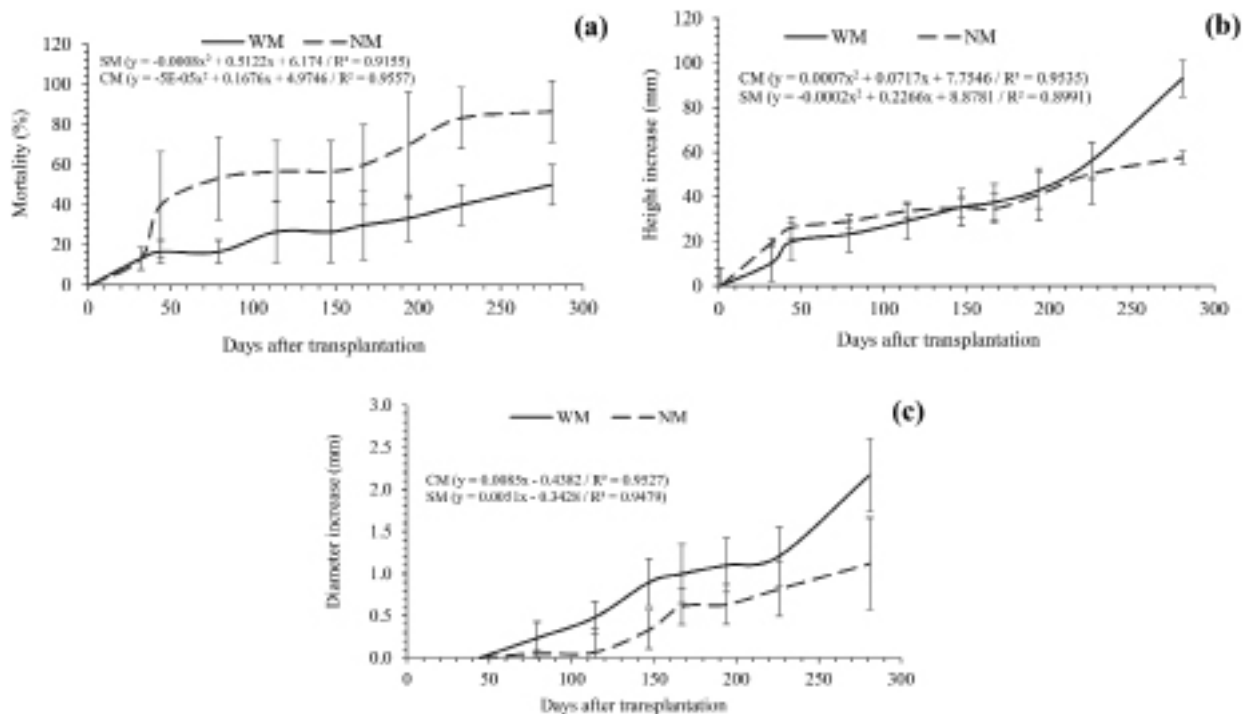 (a)
WM NM
SM (y = -0.0008x² + 0.5122x + 6.174 / R² = 0.9155)
CM (y = -5E-05x² + 0.1676x + 4.9746 / R² = 0.9557)
Mortality (%)
120
100
80
60
40
20
0
0 50 100 150 200 250 300
Days after transplantation
(b)
WM NM
CM (y = 0.0007x² + 0.0717x + 7.7546 / R² = 0.9535)
SM (y = -0.0002x² + 0.2266x + 8.8781 / R² = 0.8991)
Height increase (mm)
120
100
80
60
40
20
0
0 50 100 150 200 250 300
Days after transplantation
(c)
WM NM
CM (y = 0.0085x - 0.4382 / R² = 0.9527)
SM (y = 0.0051x - 0.3428 / R² = 0.9479)
Diameter increase (mm)
3.0
2.5
2.0
1.5
1.0
0.5
0.0
0 50 100 150 200 250 300
Days after transplantation